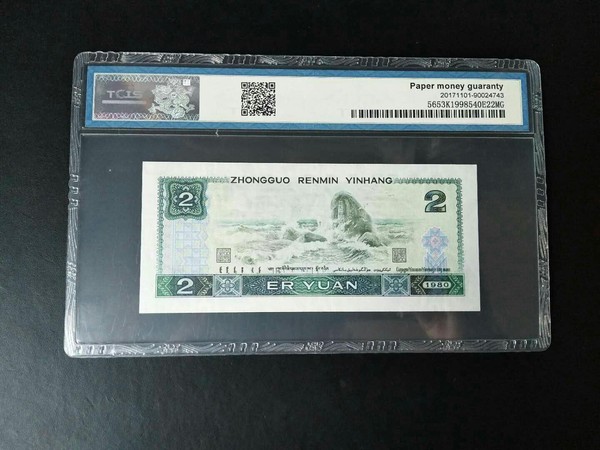 TCIS
Paper money guaranty
20171101-90024743
5653K1998540E22MG
ZHONGGUO RENMIN YINHANG
2
2
2
ER YUAN
1980